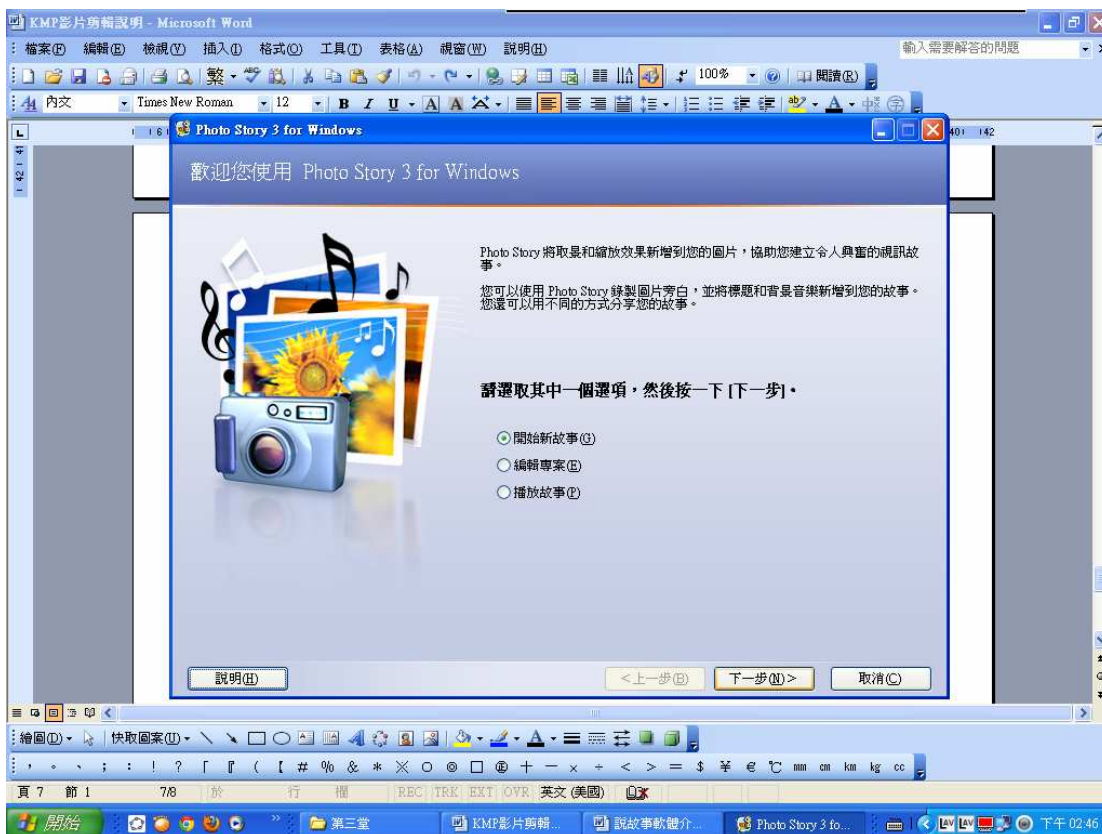 KMP影片剪輯説明 - Microsoft Word
檔案(F) 編輯(E) 檢視(V) 插入(I) 格式(O) 工具(T) 表格(A) 視窗(W) 說明(H) 輸入需要解答的問題
繁 100% 閱讀(R)
內文 Times New Roman 12 B I U A A A
Photo Story 3 for Windows
歡迎您使用 Photo Story 3 for Windows
Photo Story 將取景和縮放效果新增到您的圖片，協助您建立令人興奮的視訊故
事。
您可以使用 Photo Story 錄製圖片旁白，並將標題和背景音樂新增到您的故事。
您還可以用不同的方式分享您的故事。
請選取其中一個選項，然後按一下 [下一步]。
開始新故事(G)
編輯專案(E)
播放故事(P)
說明(H) <上一步(B) 下一步(N)> 取消(C)
繪圖(D) 快取圖案(U)
， 。 、 ； ： ！ ？ 「 『 （ 【 # % & * ※ ○ ◎ □ ＋ － × ÷ ＜ ＞ ＝ $ ￥ € ℃ mm cm km kg cc
頁 7 節 1 7/8 於 行 欄 REC TRK EXT OVR 英文 (美國)
開始 第三堂 KMP影片剪輯... 說故事軟體介... Photo Story 3 fo... 下午 02:46